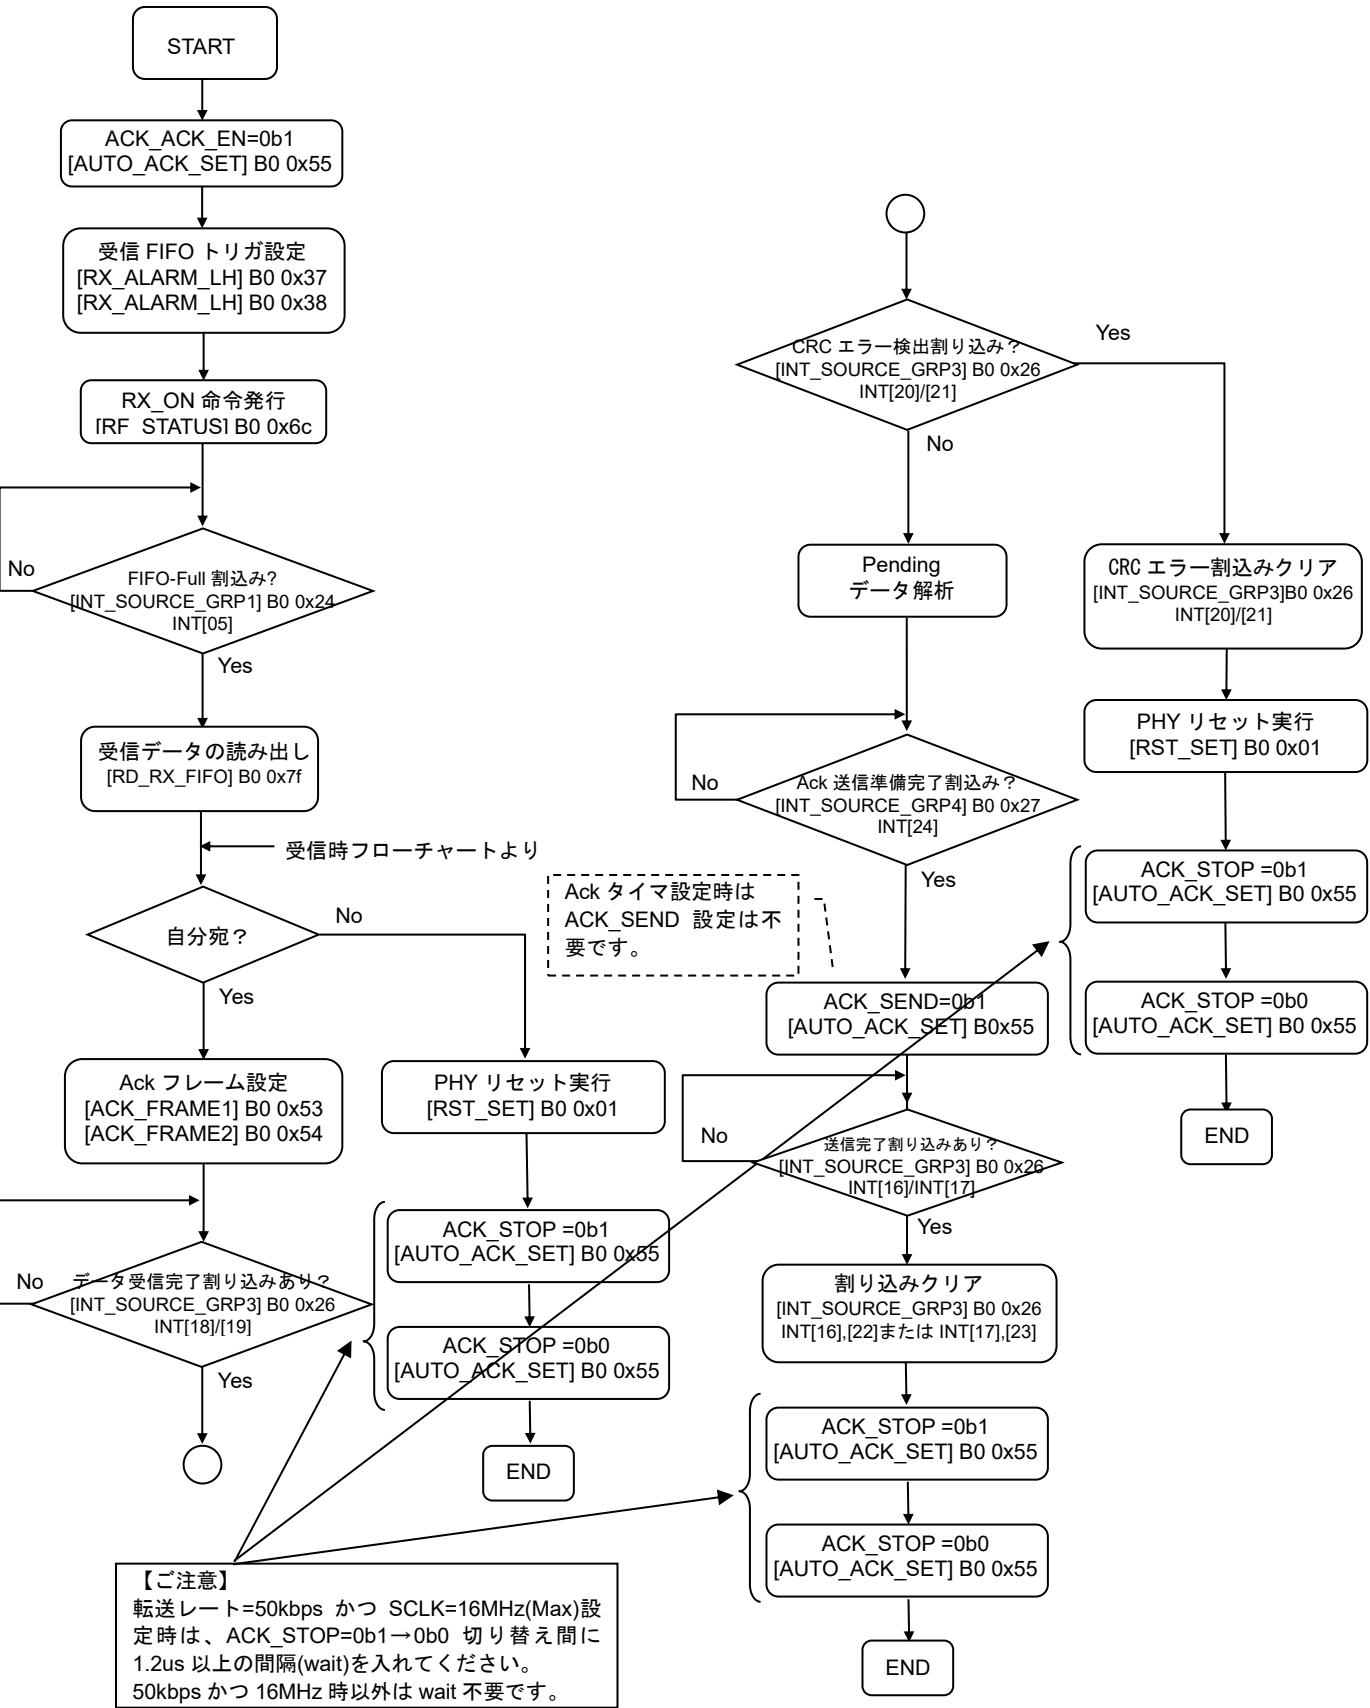 START
ACK_ACK_EN=0b1
[AUTO_ACK_SET] B0 0x55
受信 FIFO トリガ設定
[RX_ALARM_LH] B0 0x37
[RX_ALARM_LH] B0 0x38
RX_ON 命令発行
[RF_STATUS] B0 0x6c
No
FIFO-Full 割込み?
[INT_SOURCE_GRP1] B0 0x24
INT[05]
Yes
受信データの読み出し
[RD_RX_FIFO] B0 0x7f
受信時フローチャートより
自分宛？
No
Yes
Ack フレーム設定
[ACK_FRAME1] B0 0x53
[ACK_FRAME2] B0 0x54
No
データ受信完了割り込みあり？
[INT_SOURCE_GRP3] B0 0x26
INT[18]/[19]
Yes
PHY リセット実行
[RST_SET] B0 0x01
ACK_STOP =0b1
[AUTO_ACK_SET] B0 0x55
ACK_STOP =0b0
[AUTO_ACK_SET] B0 0x55
END
CRC エラー検出割り込み？
[INT_SOURCE_GRP3] B0 0x26
INT[20]/[21]
Yes
No
Pending
データ解析
No
Ack 送信準備完了割込み？
[INT_SOURCE_GRP4] B0 0x27
INT[24]
Yes
Ack タイマ設定時は
ACK_SEND 設定は不
要です。
ACK_SEND=0b1
[AUTO_ACK_SET] B0x55
No
送信完了割り込みあり？
[INT_SOURCE_GRP3] B0 0x26
INT[16]/INT[17]
Yes
割り込みクリア
[INT_SOURCE_GRP3] B0 0x26
INT[16],[22]または INT[17],[23]
ACK_STOP =0b1
[AUTO_ACK_SET] B0 0x55
ACK_STOP =0b0
[AUTO_ACK_SET] B0 0x55
END
CRC エラー割込みクリア
[INT_SOURCE_GRP3]B0 0x26
INT[20]/[21]
PHY リセット実行
[RST_SET] B0 0x01
ACK_STOP =0b1
[AUTO_ACK_SET] B0 0x55
ACK_STOP =0b0
[AUTO_ACK_SET] B0 0x55
END
【ご注意】
転送レート=50kbps かつ SCLK=16MHz(Max)設
定時は、ACK_STOP=0b1→0b0 切り替え間に
1.2us 以上の間隔(wait)を入れてください。
50kbps かつ 16MHz 時以外は wait 不要です。